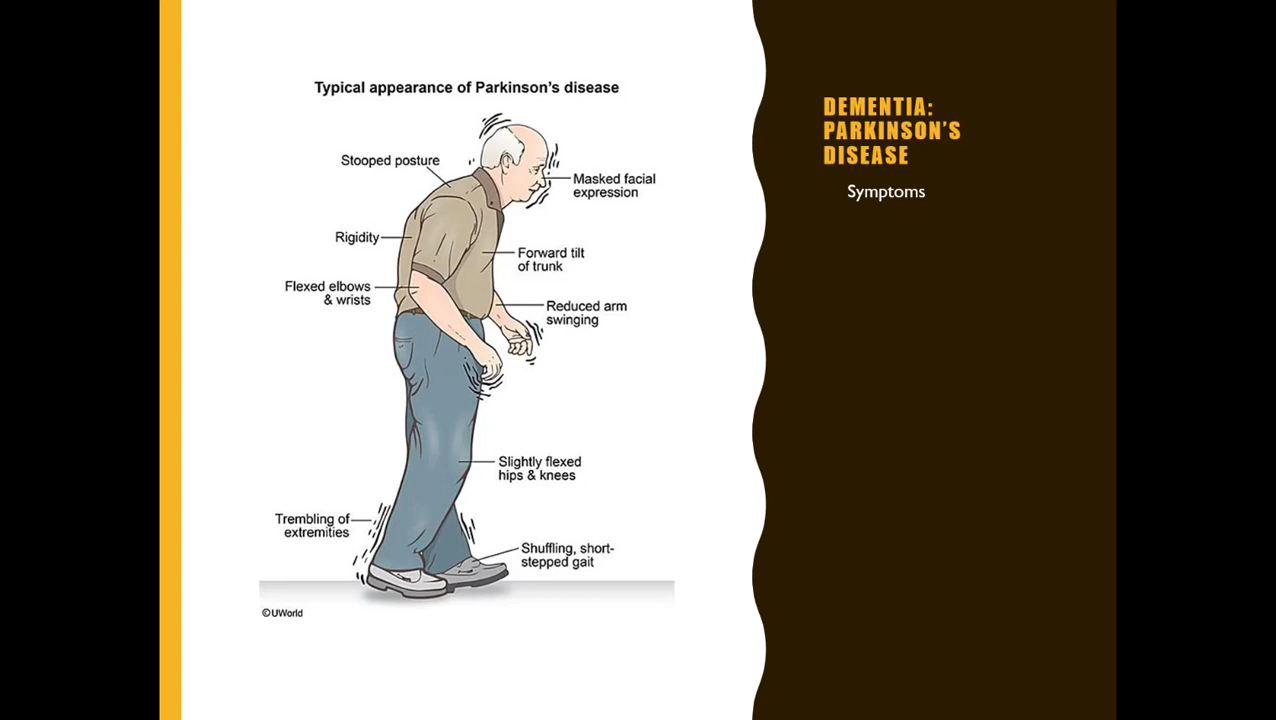 Typical appearance of Parkinson's disease
Stooped posture
Masked facial
expression
Rigidity
Forward tilt
of trunk
Flexed elbows
& wrists
Reduced arm
swinging
Slightly flexed
hips & knees
Trembling of
extremities
Shuffling, short-
stepped gait
©UWorld
DEMENTIA:
PARKINSON'S
DISEASE
Symptoms